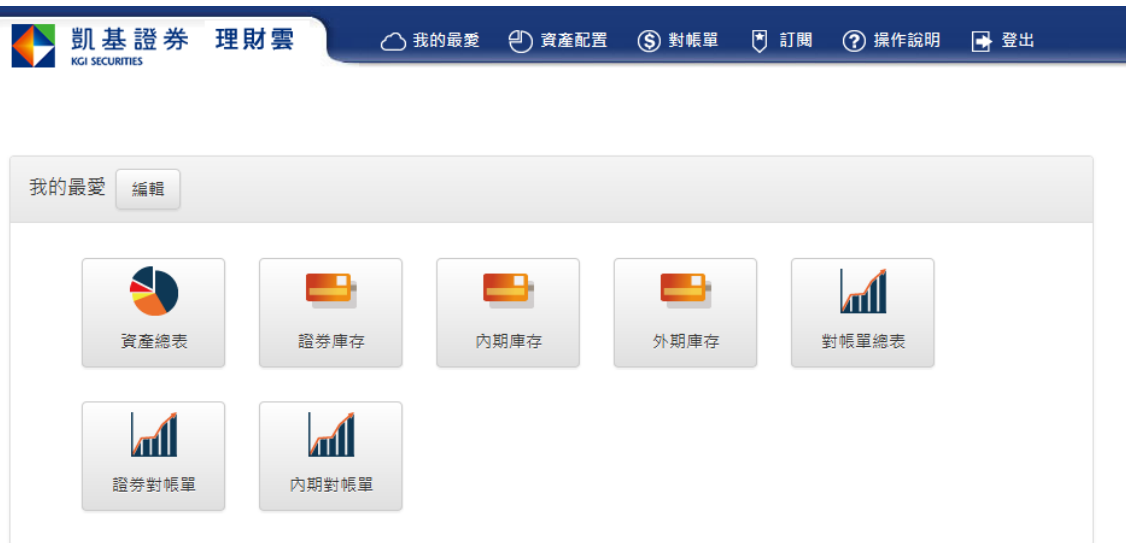 凱基證券 理財雲
KGI SECURITIES
我的最愛 資產配置 對帳單 訂閱 操作說明 登出
我的最愛 編輯
資產總表 證券庫存 內期庫存 外期庫存 對帳單總表
證券對帳單 內期對帳單